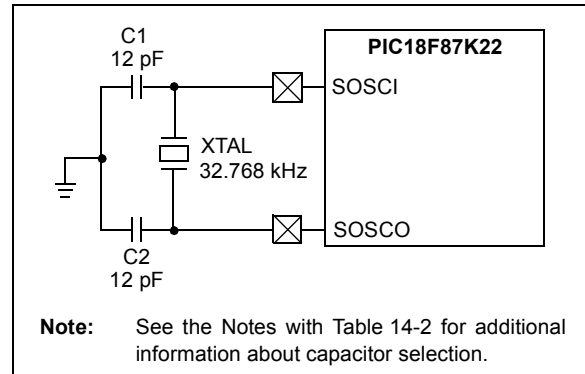 C1
12 pF
PIC18F87K22
SOSCI
XTAL
32.768 kHz
SOSCO
C2
12 pF
Note: See the Notes with Table 14-2 for additional
information about capacitor selection.